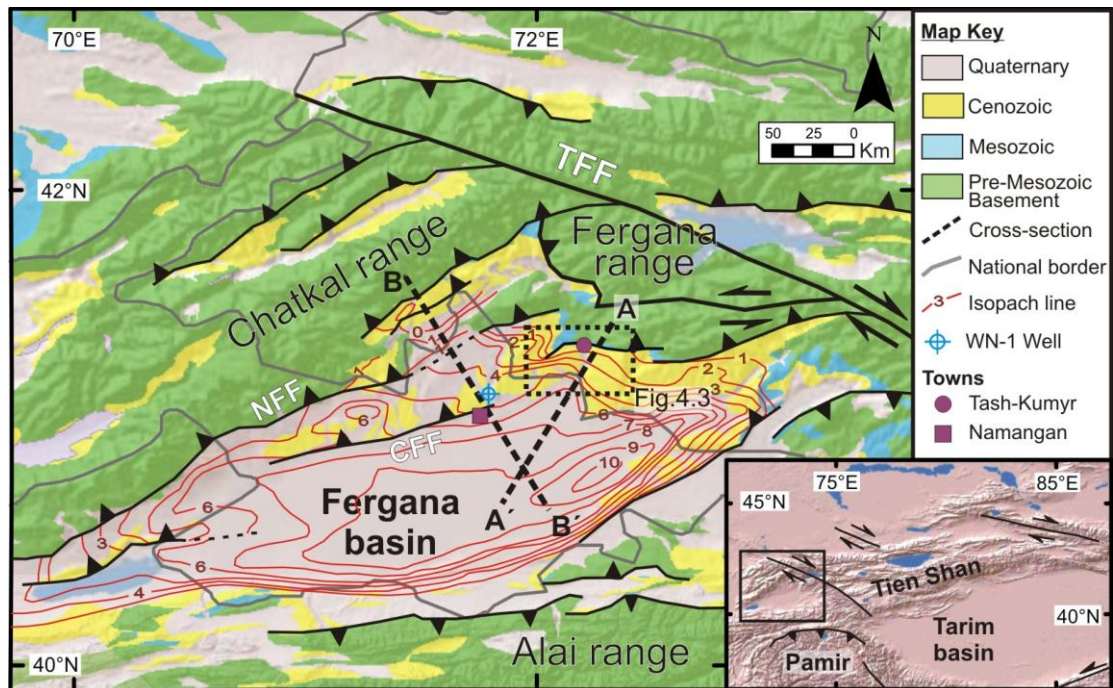 70°E
72°E
42°N
40°N
TFF
Fergana
range
Chatkal range
B
A
NFF
CFF
Fig.4.3
Fergana
basin
A
B
Alai range
0
1
1
2
1
4
6
6
6
4
3
6
7
8
9
10
1
2
3
N
50 25 0
Km
Map Key
Quaternary
Cenozoic
Mesozoic
Pre-Mesozoic
Basement
Cross-section
National border
3
Isopach line
WN-1 Well
Towns
Tash-Kumyr
Namangan
45°N
75°E
85°E
Tien Shan
40°N
Tarim
basin
Pamir